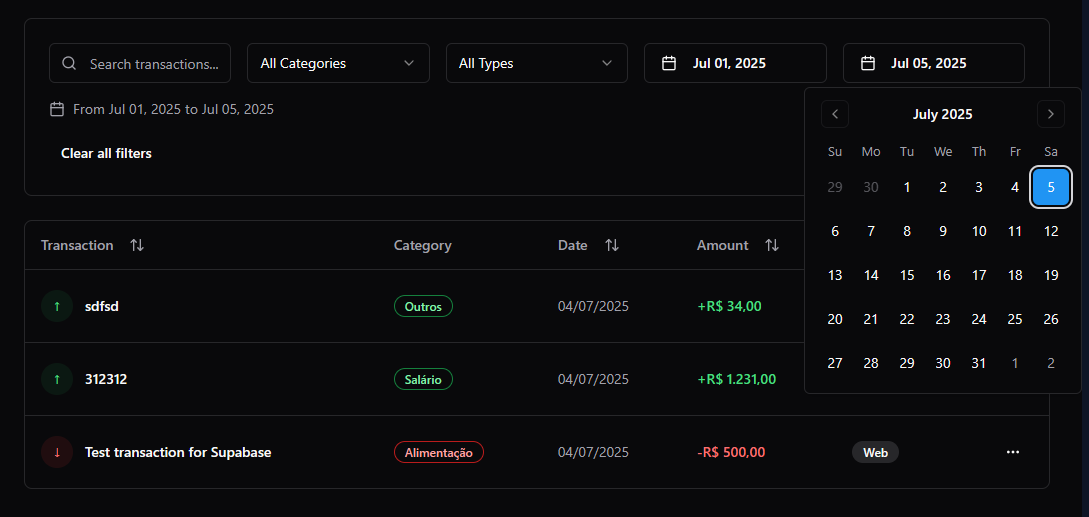 Search transactions...
All Categories
All Types
Jul 01, 2025
Jul 05, 2025
From Jul 01, 2025 to Jul 05, 2025
Clear all filters
July 2025
Su Mo Tu We Th Fr Sa
29 30 1 2 3 4 5
6 7 8 9 10 11 12
13 14 15 16 17 18 19
20 21 22 23 24 25 26
27 28 29 30 31 1 2
Transaction Category Date Amount
sdfsd Outros 04/07/2025 +R$ 34,00
312312 Salário 04/07/2025 +R$ 1.231,00
Test transaction for Supabase Alimentação 04/07/2025 -R$ 500,00 Web